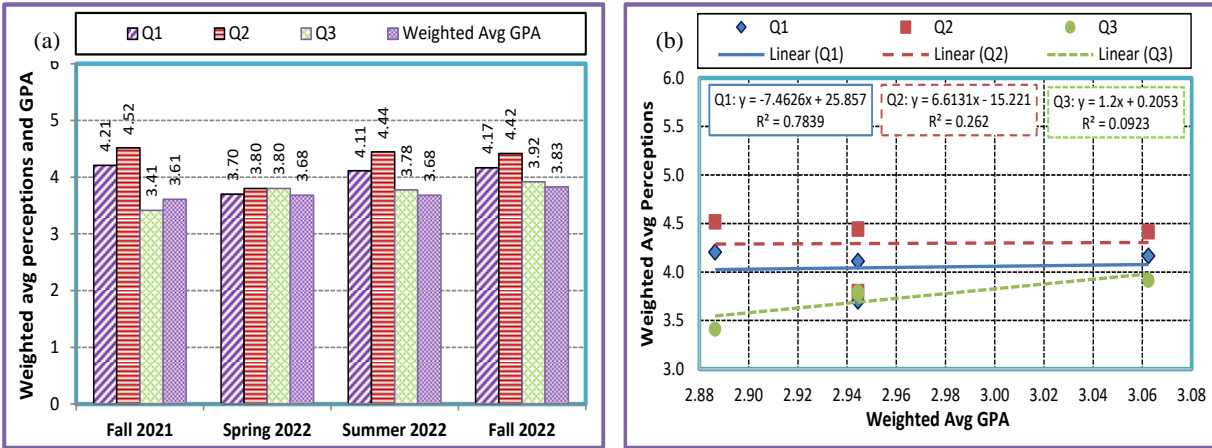 (a)
Q1 Q2 Q3 Weighted Avg GPA
Weighted avg perceptions and GPA
6
5
4
3
2
1
0
4.21 4.52 3.41 3.61
3.70 3.80 3.80 3.68
4.11 4.44 3.78 3.68
4.17 4.42 3.92 3.83
Fall 2021 Spring 2022 Summer 2022 Fall 2022
(b)
Q1 Q2 Q3
Linear (Q1) Linear (Q2) Linear (Q3)
Weighted Avg Perceptions
6.0
5.5
5.0
4.5
4.0
3.5
3.0
Q1: y = -7.4626x + 25.857
R² = 0.7839
Q2: y = 6.6131x - 15.221
R² = 0.262
Q3: y = 1.2x + 0.2053
R² = 0.0923
2.88 2.90 2.92 2.94 2.96 2.98 3.00 3.02 3.04 3.06 3.08
Weighted Avg GPA